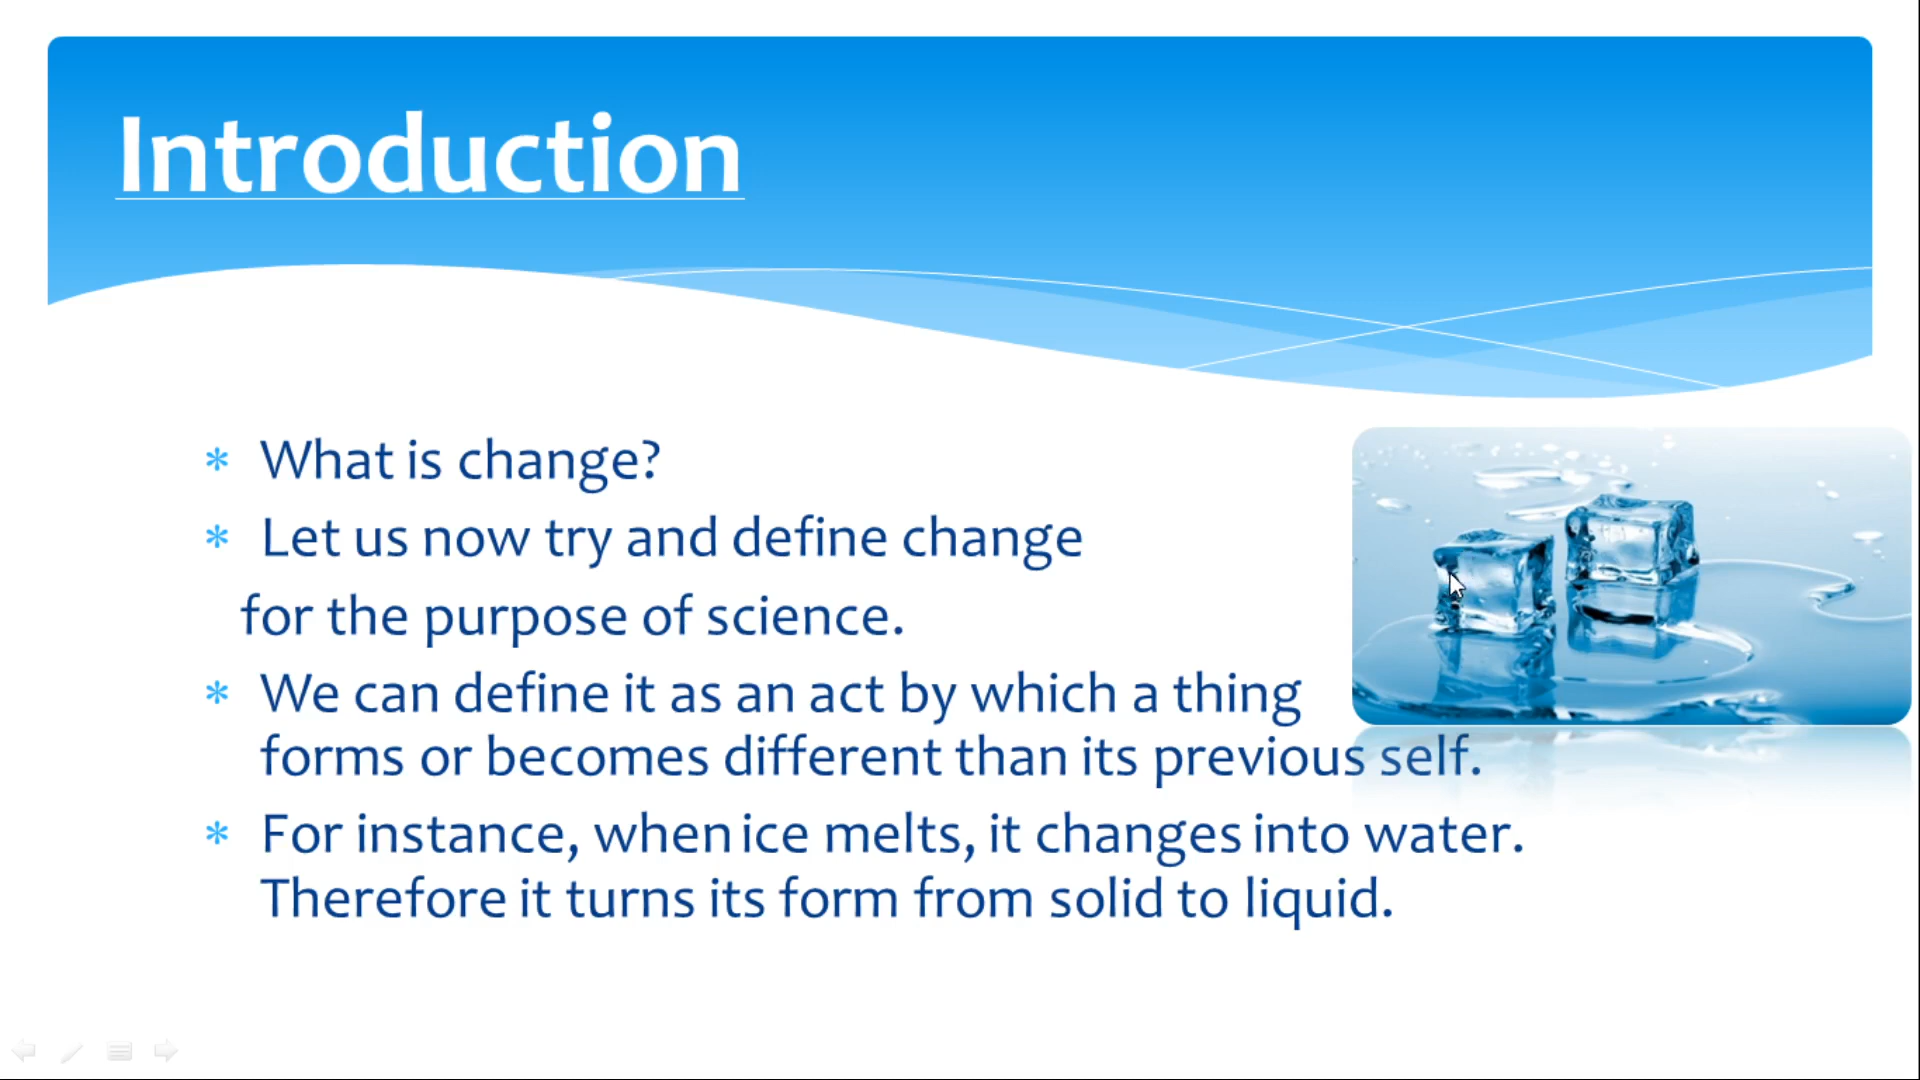 Introduction
* What is change?
* Let us now try and define change
for the purpose of science.
* We can define it as an act by which a thing
forms or becomes different than its previous self.
* For instance, when ice melts, it changes into water.
Therefore it turns its form from solid to liquid.